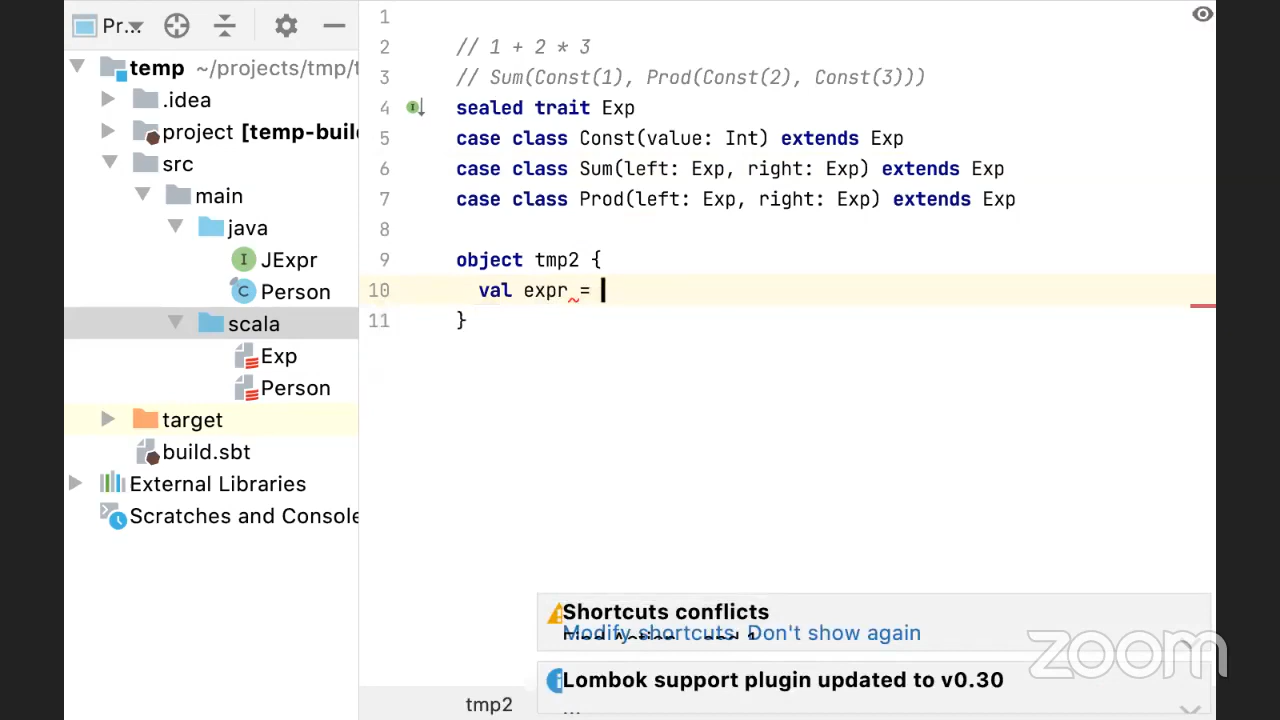 Pr...
temp ~/projects/tmp/t
.idea
project [temp-buil
src
main
java
JExpr
Person
scala
Exp
Person
target
build.sbt
External Libraries
Scratches and Console
1
2 // 1 + 2 * 3
3 // Sum(Const(1), Prod(Const(2), Const(3)))
4 sealed trait Exp
5 case class Const(value: Int) extends Exp
6 case class Sum(left: Exp, right: Exp) extends Exp
7 case class Prod(left: Exp, right: Exp) extends Exp
8
9 object tmp2 {
10 val expr =
11 }
Shortcuts conflicts
Modify shortcuts Don't show again
Lombok support plugin updated to v0.30
...
tmp2
zoom